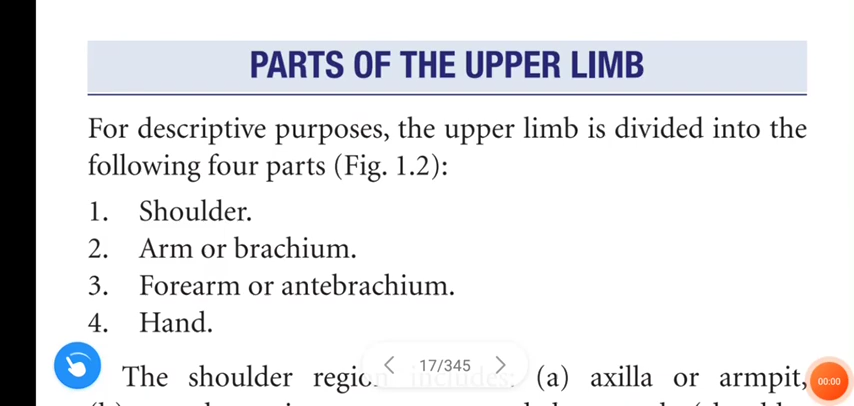 PARTS OF THE UPPER LIMB
For descriptive purposes, the upper limb is divided into the
following four parts (Fig. 1.2):
1. Shoulder.
2. Arm or brachium.
3. Forearm or antebrachium.
4. Hand.
17/345
The shoulder region includes: (a) axilla or armpit,
00:00